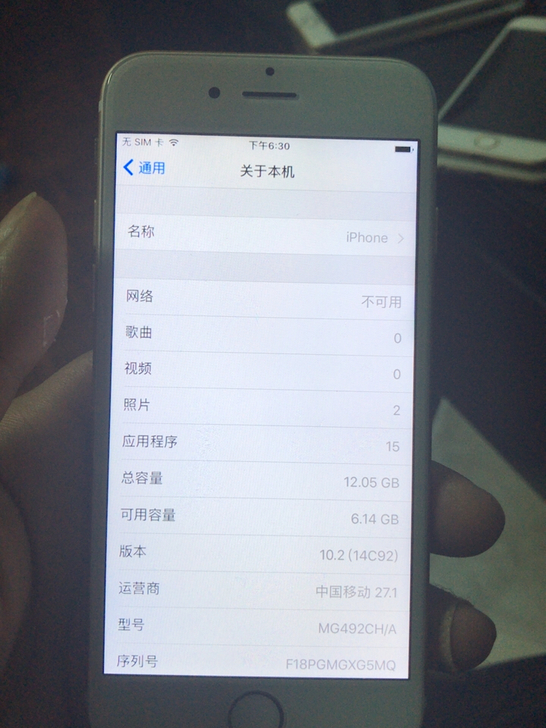 无 SIM 卡 下午6:30
通用 关于本机
名称 iPhone
网络 不可用
歌曲 0
视频 0
照片 2
应用程序 15
总容量 12.05 GB
可用容量 6.14 GB
版本 10.2 (14C92)
运营商 中国移动 27.1
型号 MG492CH/A
序列号 F18PGMGXG5MQ